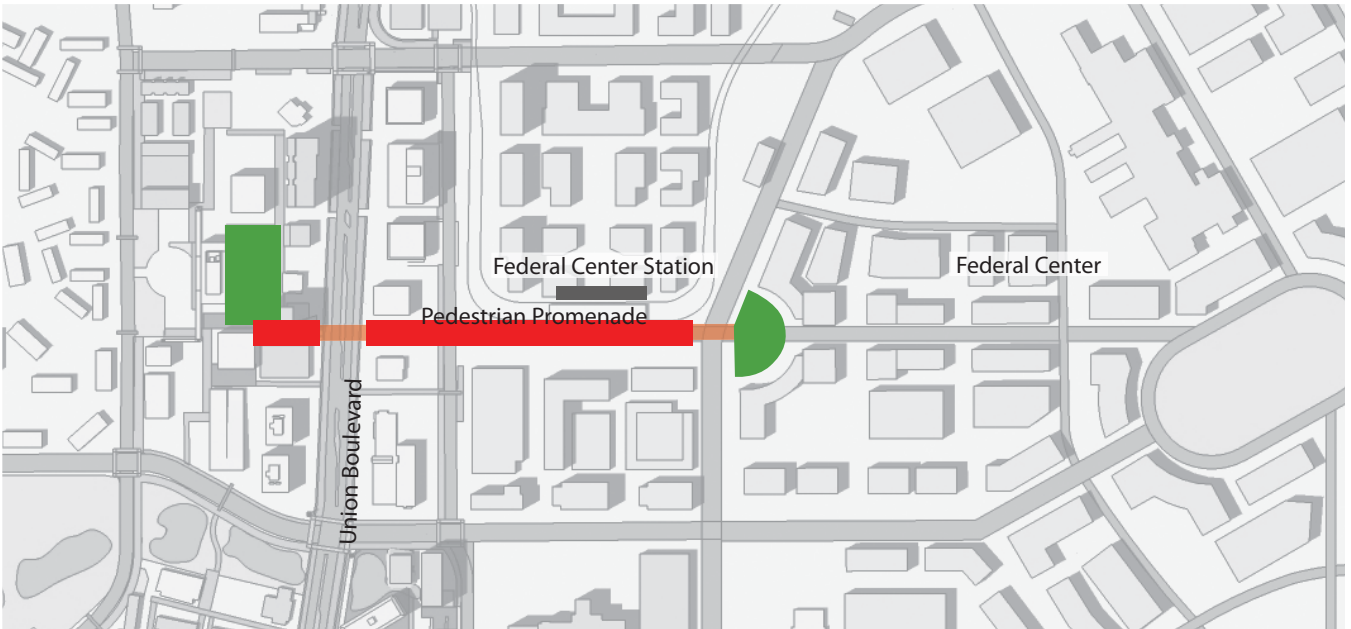 Federal Center Station
Federal Center
Pedestrian Promenade
Union Boulevard